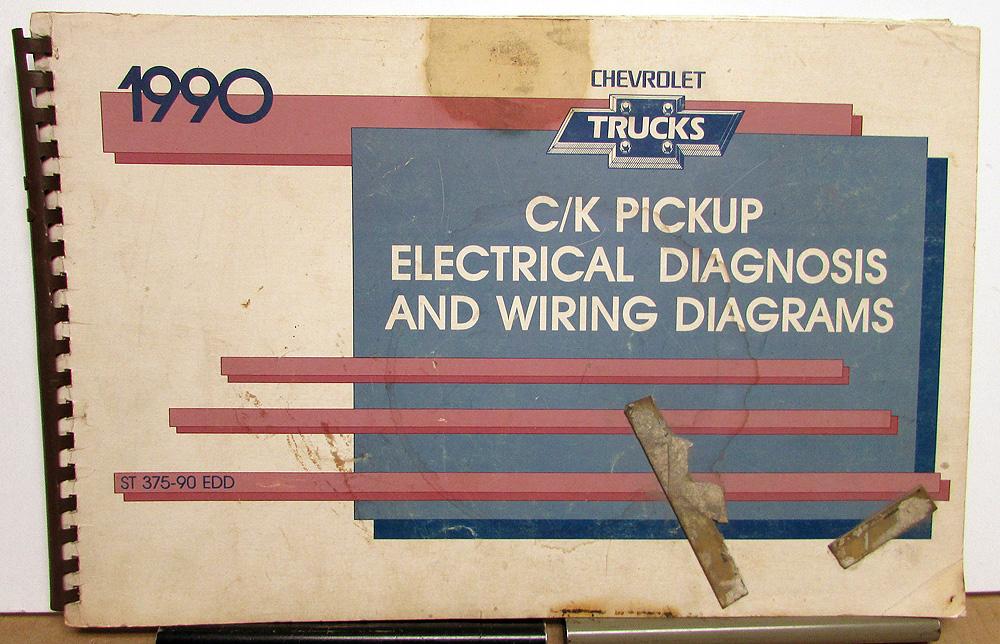 1990
CHEVROLET
TRUCKS
C/K PICKUP
ELECTRICAL DIAGNOSIS
AND WIRING DIAGRAMS
ST 375-90 EDD